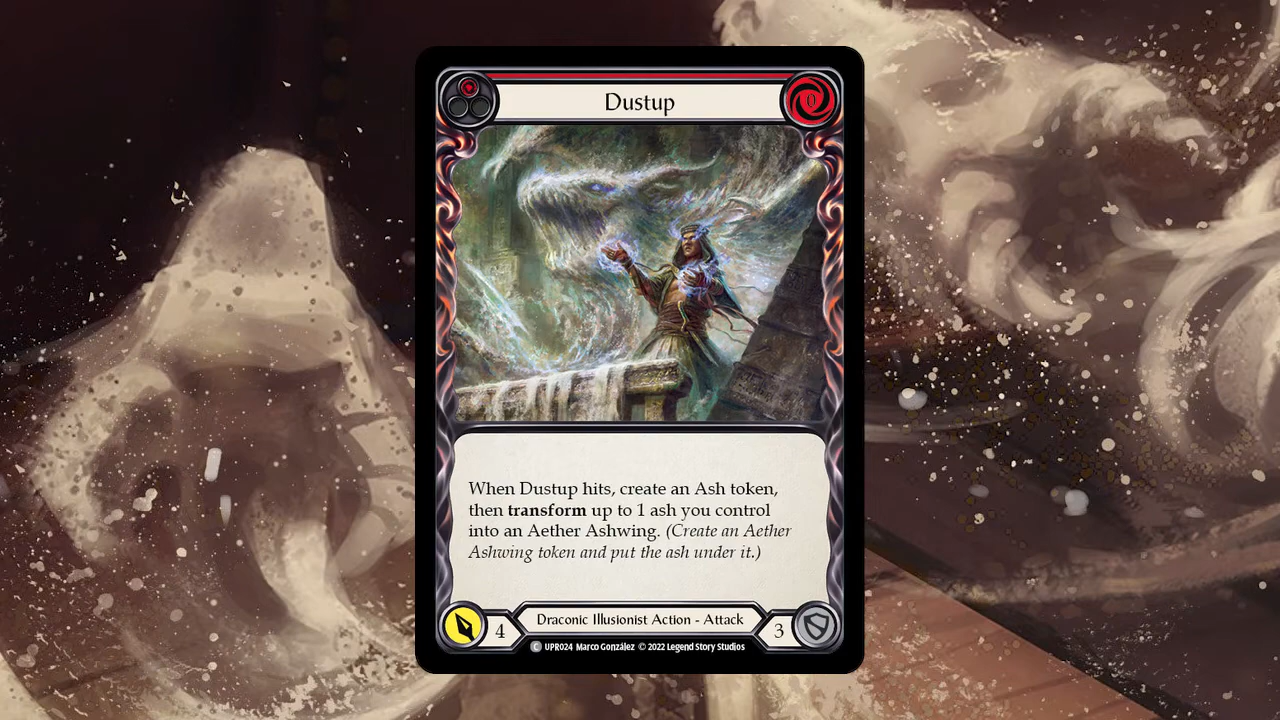 Dustup
0
When Dustup hits, create an Ash token,
then transform up to 1 ash you control
into an Aether Ashwing. (Create an Aether
Ashwing token and put the ash under it.)
4
Draconic Illusionist Action - Attack
3
C UPR024 Marco González © 2022 Legend Story Studios